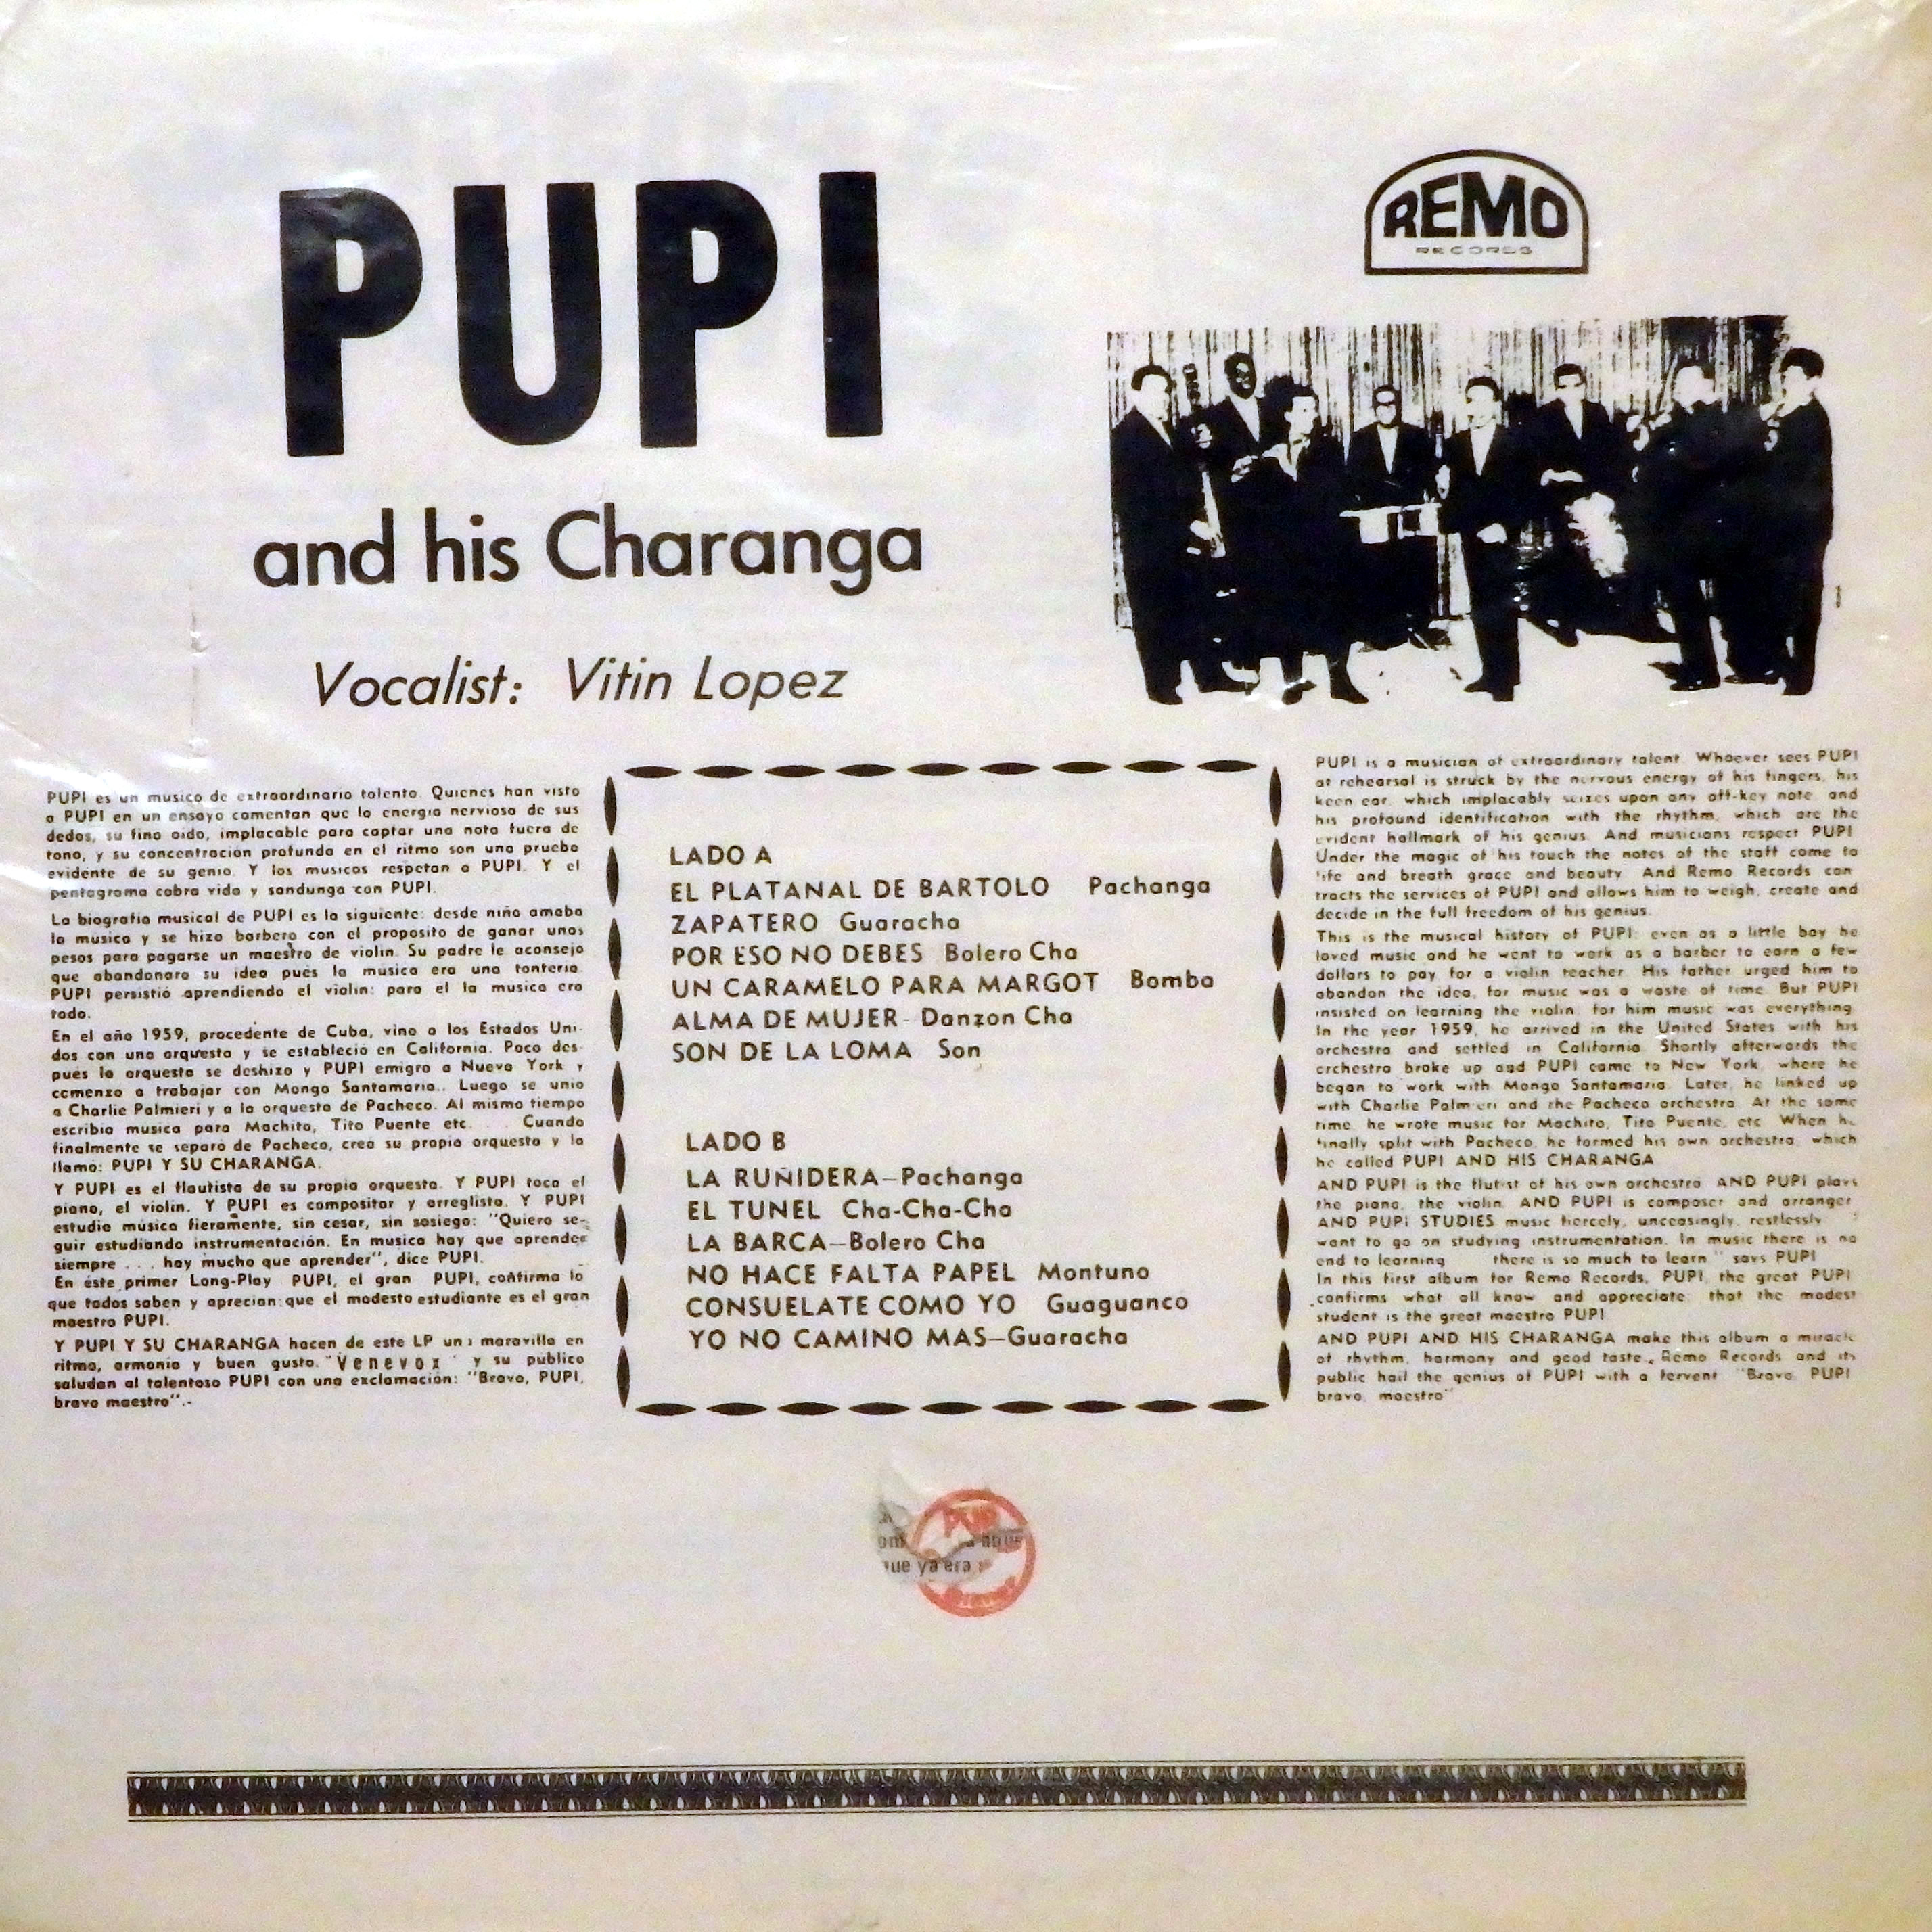 PUPI
and his Charanga
Vocalist: Vitin Lopez
REMO
RECORDS
PUPI es un musico de extraordinario talento. Quienes han visto
a PUPI en un ensayo comentan que la energia nerviosa de sus
dedos, su fino oido, implacable para captar una nota fuera de
tono, y su concentración profunda en el ritmo son una prueba
evidente de su genio. Y los musicos respetan a PUPI. Y el
pentagrama cobra vida y sandunga con PUPI.
La biografia musical de PUPI es la siguiente: desde niño amaba
la musica y se hizo barbero con el proposito de ganar unos
pesos para pagarse un maestro de violin. Su padre le aconsejo
que abandonara su idea pues la musica era una tonteria.
PUPI persistió aprendiendo el violin: para el la musica era
todo.
En el año 1959, procedente de Cuba, vino a los Estados Uni-
dos con una orquesta y se estableció en California. Poco des-
pués la orquesta se deshizo y PUPI emigro a Nueva York y
comenzo a trabajar con Mongo Santamaria.. Luego se unio
a Charlie Palmieri y a la orquesta de Pacheco. Al mismo tiempo
escribia musica para Machito, Tito Puente etc. . . Cuando
finalmente se separó de Pacheco, creo su propia orquesta y la
llamó: PUPI Y SU CHARANGA.
Y PUPI es el flautista de su propia orquesta. Y PUPI toca el
piano, el violin. Y PUPI es compositor y arreglista. Y PUPI
estudia música fieramente, sin cesar, sin sosiego: "Quiero se-
guir estudiando instrumentación. En musica hay que aprender
siempre . . . hay mucho que aprender", dice PUPI.
En éste primer Long-Play PUPI, el gran PUPI, confirma lo
que todos saben y aprecian: que el modesto estudiante es el gran
maestro PUPI.
Y PUPI Y SU CHARANGA hacen de este LP una maravilla en
ritmo, armonia y buen gusto. "Venevox" y su publico
saludan al talentoso PUPI con una exclamación: "Bravo, PUPI,
bravo maestro".-
LADO A
EL PLATANAL DE BARTOLO Pachanga
ZAPATERO Guaracha
POR ESO NO DEBES Bolero Cha
UN CARAMELO PARA MARGOT Bomba
ALMA DE MUJER - Danzon Cha
SON DE LA LOMA Son
LADO B
LA RUÑIDERA—Pachanga
EL TUNEL Cha-Cha-Cha
LA BARCA—Bolero Cha
NO HACE FALTA PAPEL Montuno
CONSUELATE COMO YO Guaguanco
YO NO CAMINO MAS—Guaracha
PUPI is a musician of extraordinary talent. Whoever sees PUPI
at rehearsal is struck by the nervous energy of his fingers, his
keen ear, which implacably seizes upon any off-key note, and
his profound identification with the rhythm, which are the
evident hallmark of his genius. And musicians respect PUPI.
Under the magic of his touch the notes of the staff come to
life and breath grace and beauty. And Remo Records con
tracts the services of PUPI and allows him to weigh, create and
decide in the full freedom of his genius.
This is the musical history of PUPI: even as a little boy he
loved music and he went to work as a barber to earn a few
dollars to pay for a violin teacher. His father urged him to
abandon the idea, for music was a waste of time. But PUPI
insisted on learning the violin; for him music was everything.
In the year 1959, he arrived in the United States with his
orchestra and settled in California. Shortly afterwards the
orchestra broke up and PUPI came to New York, where he
began to work with Mongo Santamaria. Later, he linked up
with Charlie Palmieri and the Pacheco orchestra. At the same
time, he wrote music for Machito, Tito Puente, etc. When he
finally split with Pacheco, he formed his own orchestra, which
he called PUPI AND HIS CHARANGA
AND PUPI is the flutist of his own orchestra. AND PUPI plays
the piano, the violin. AND PUPI is composer and arranger
AND PUPI STUDIES music fiercely, unceasingly, restlessly
want to go on studying instrumentation. In music there is no
end to learning there is so much to learn" says PUPI
In this first album for Remo Records, PUPI, the great PUPI
confirms what all know and appreciate: that the modest
student is the great maestro PUPI
AND PUPI AND HIS CHARANGA make this album a miracle
of rhythm, harmony and good taste. Remo Records and its
public hail the genius of PUPI with a fervent "Bravo, PUPI
bravo, maestro"
que ya era